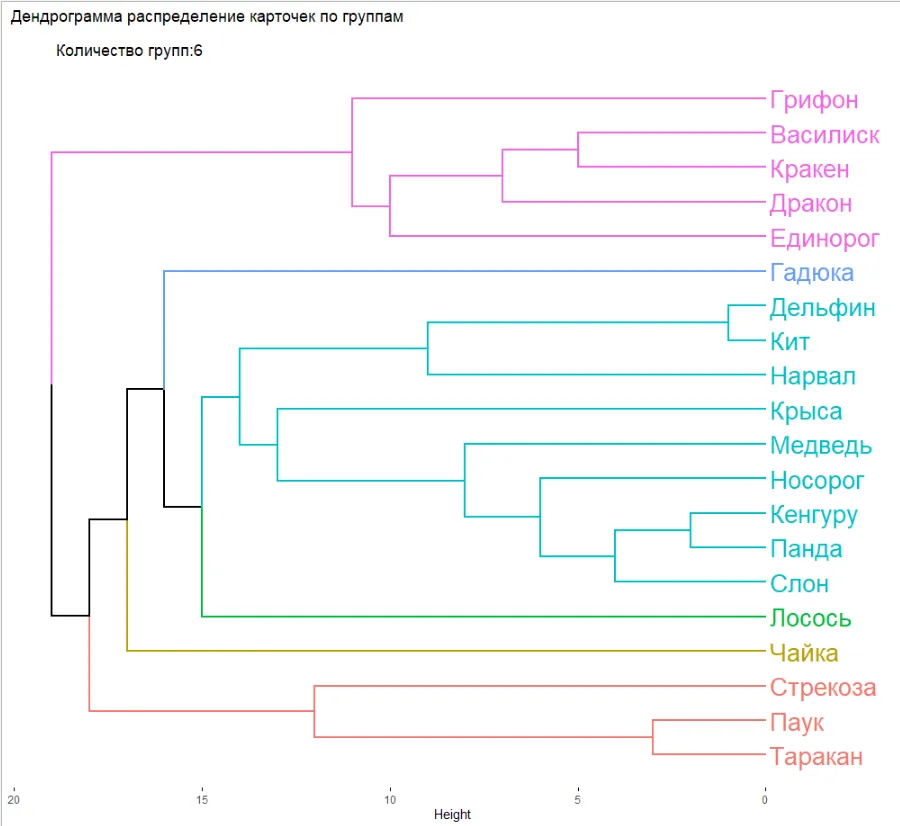 Дендрограмма распределение карточек по группам
Количество групп:6
Грифон
Василиск
Кракен
Дракон
Единорог
Гадюка
Дельфин
Кит
Нарвал
Крыса
Медведь
Носорог
Кенгуру
Панда
Слон
Лосось
Чайка
Стрекоза
Паук
Таракан
20 15 10 5 0
Height